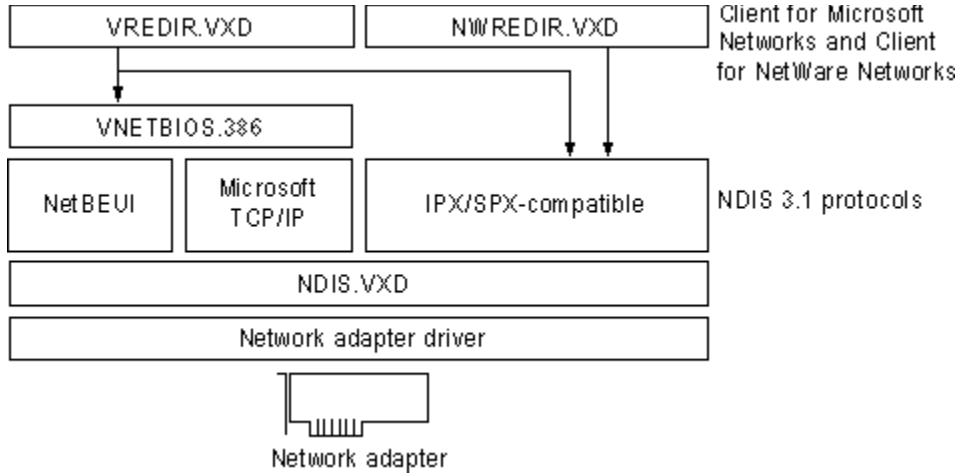 VREDIR.VXD
NWREDIR.VXD
Client for Microsoft
Networks and Client
for NetWare Networks
VNETBIOS.386
NetBEUI
Microsoft
TCP/IP
IPX/SPX-compatible
NDIS 3.1 protocols
NDIS.VXD
Network adapter driver
Network adapter